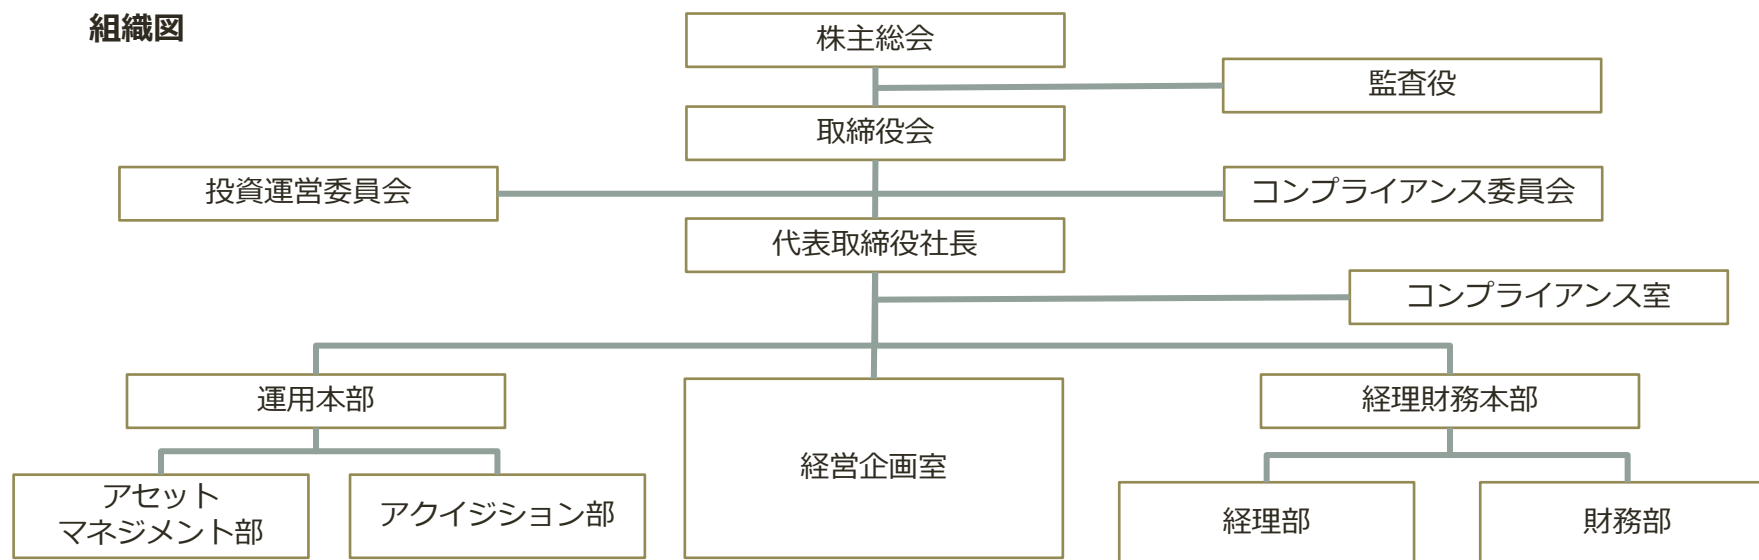 組織図
株主総会
監査役
取締役会
投資運営委員会
コンプライアンス委員会
代表取締役社長
コンプライアンス室
運用本部
経理財務本部
経営企画室
アセット
マネジメント部
アクイジション部
経理部
財務部